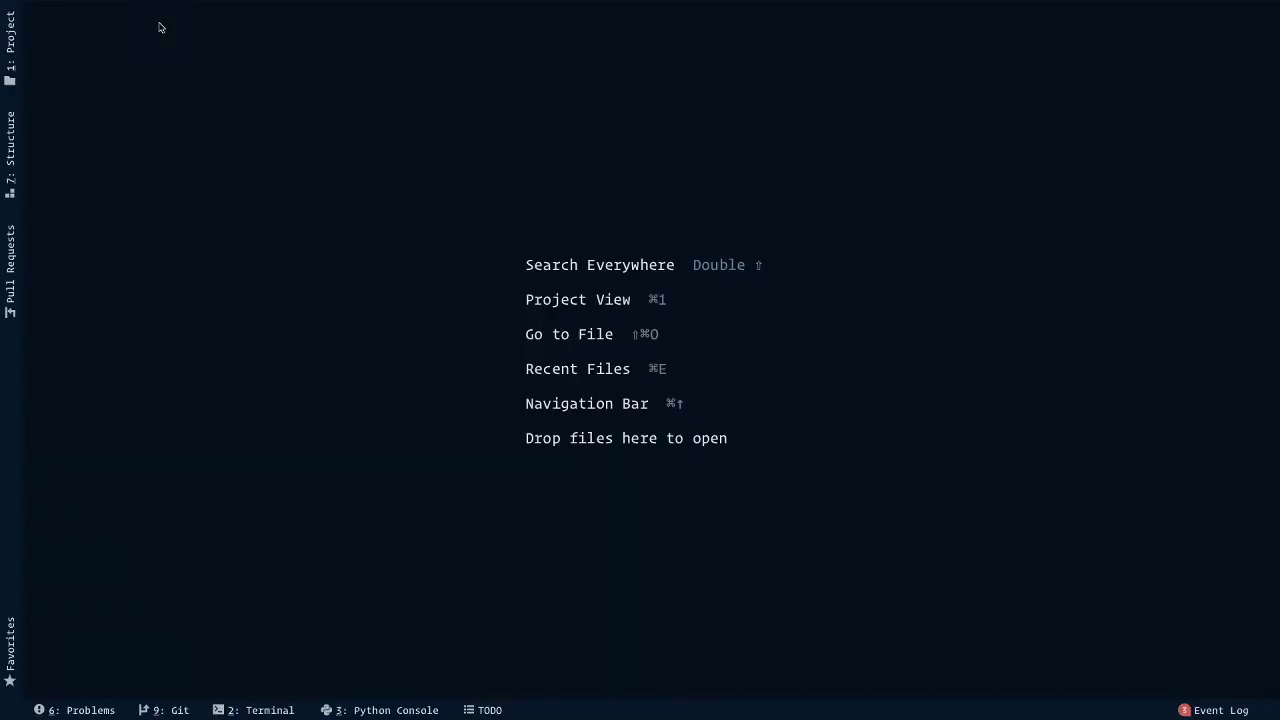 1: Project
7: Structure
Pull Requests
Search Everywhere Double ⇧
Project View ⌘1
Go to File ⇧⌘O
Recent Files ⌘E
Navigation Bar ⌘↑
Drop files here to open
Favorites
6: Problems 9: Git 2: Terminal 3: Python Console TODO 3 Event Log